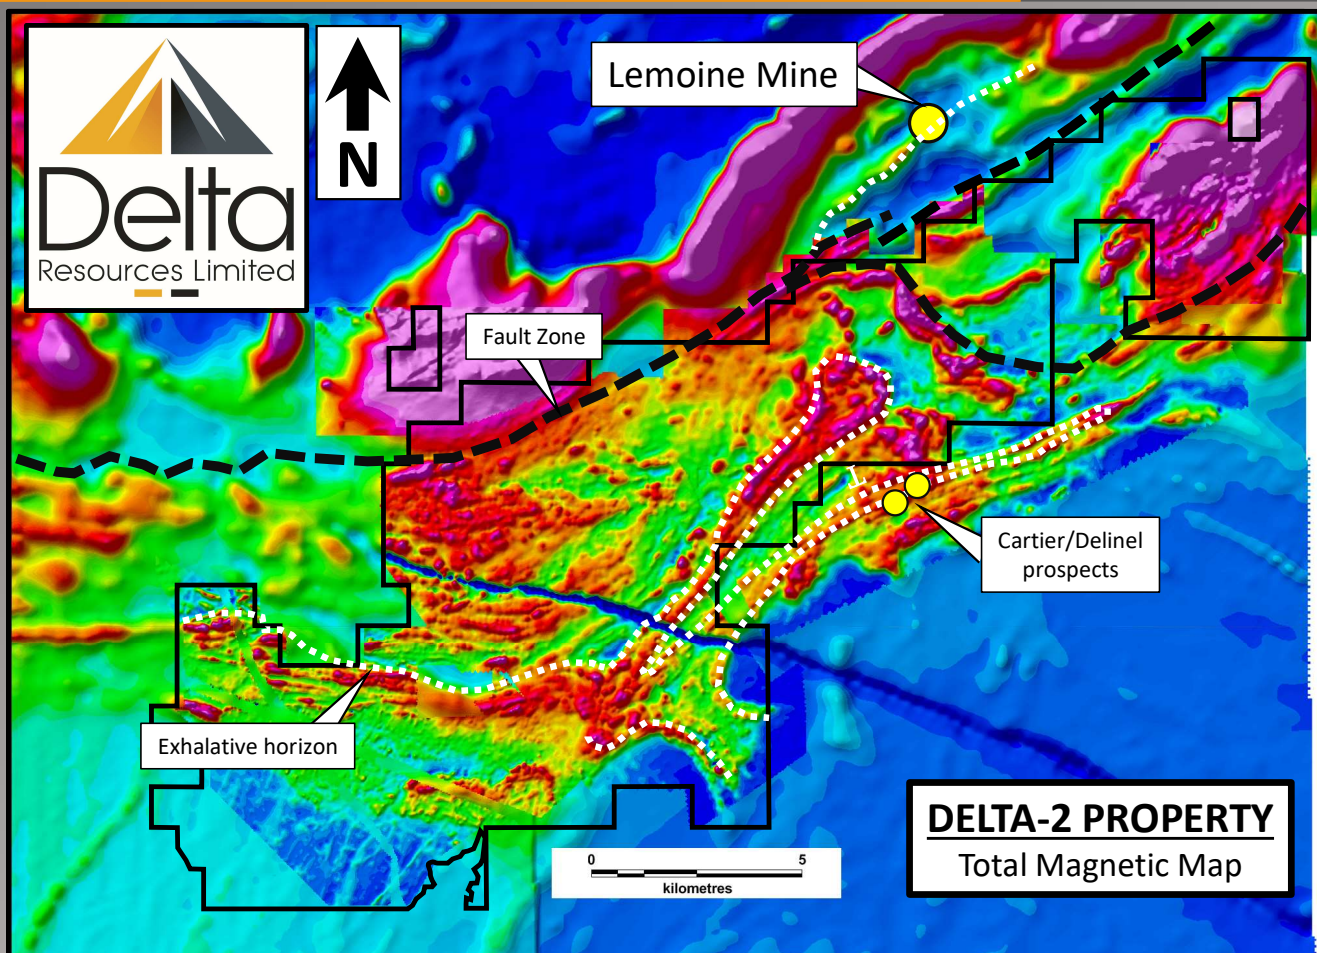 Delta
Resources Limited
N
Lemoine Mine
Fault Zone
Cartier/Delinel
prospects
Exhalative horizon
0 5
kilometres
DELTA-2 PROPERTY
Total Magnetic Map